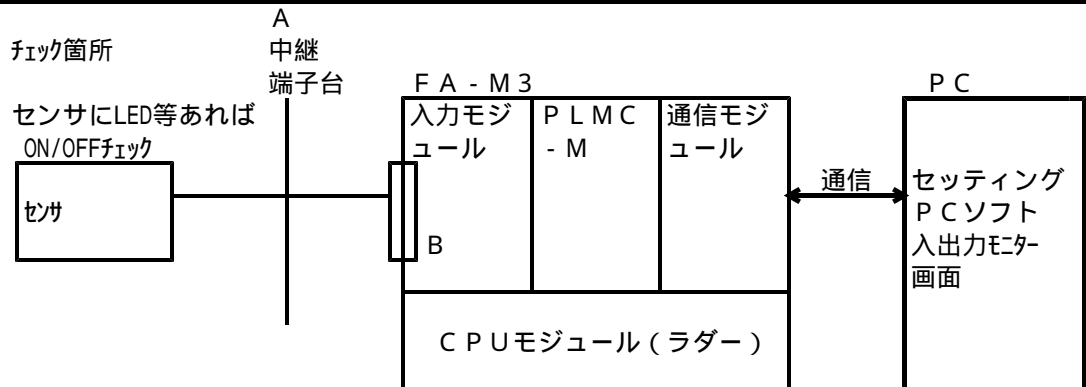 A
チェック箇所
中継
端子台
FA-M3
PC
センサにLED等あれば
ON/OFFチェック
入力モジ
ュール
PLMC
-M
通信モジ
ュール
通信
センサ
B
セッティング
PCソフト
入出力モニター
画面
CPUモジュール(ラダー)